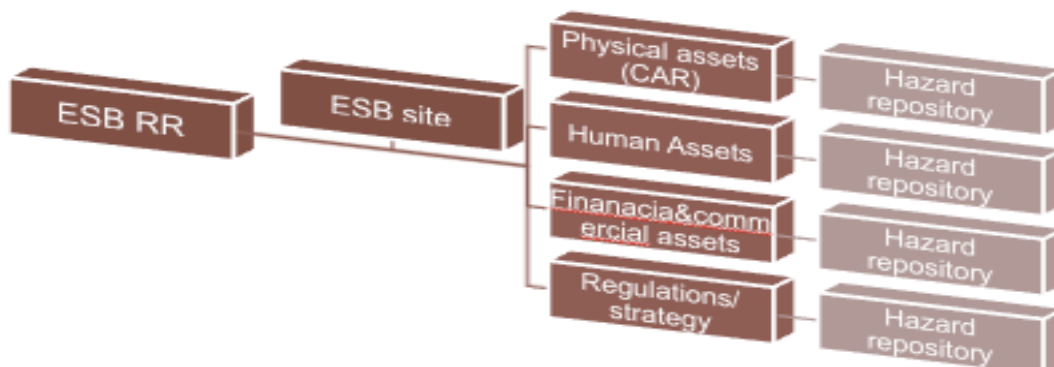 ESB RR
ESB site
Physical assets
(CAR)
Hazard
repository
Human Assets
Hazard
repository
Finanacia&comm
ercial assets
Hazard
repository
Regulations/
strategy
Hazard
repository